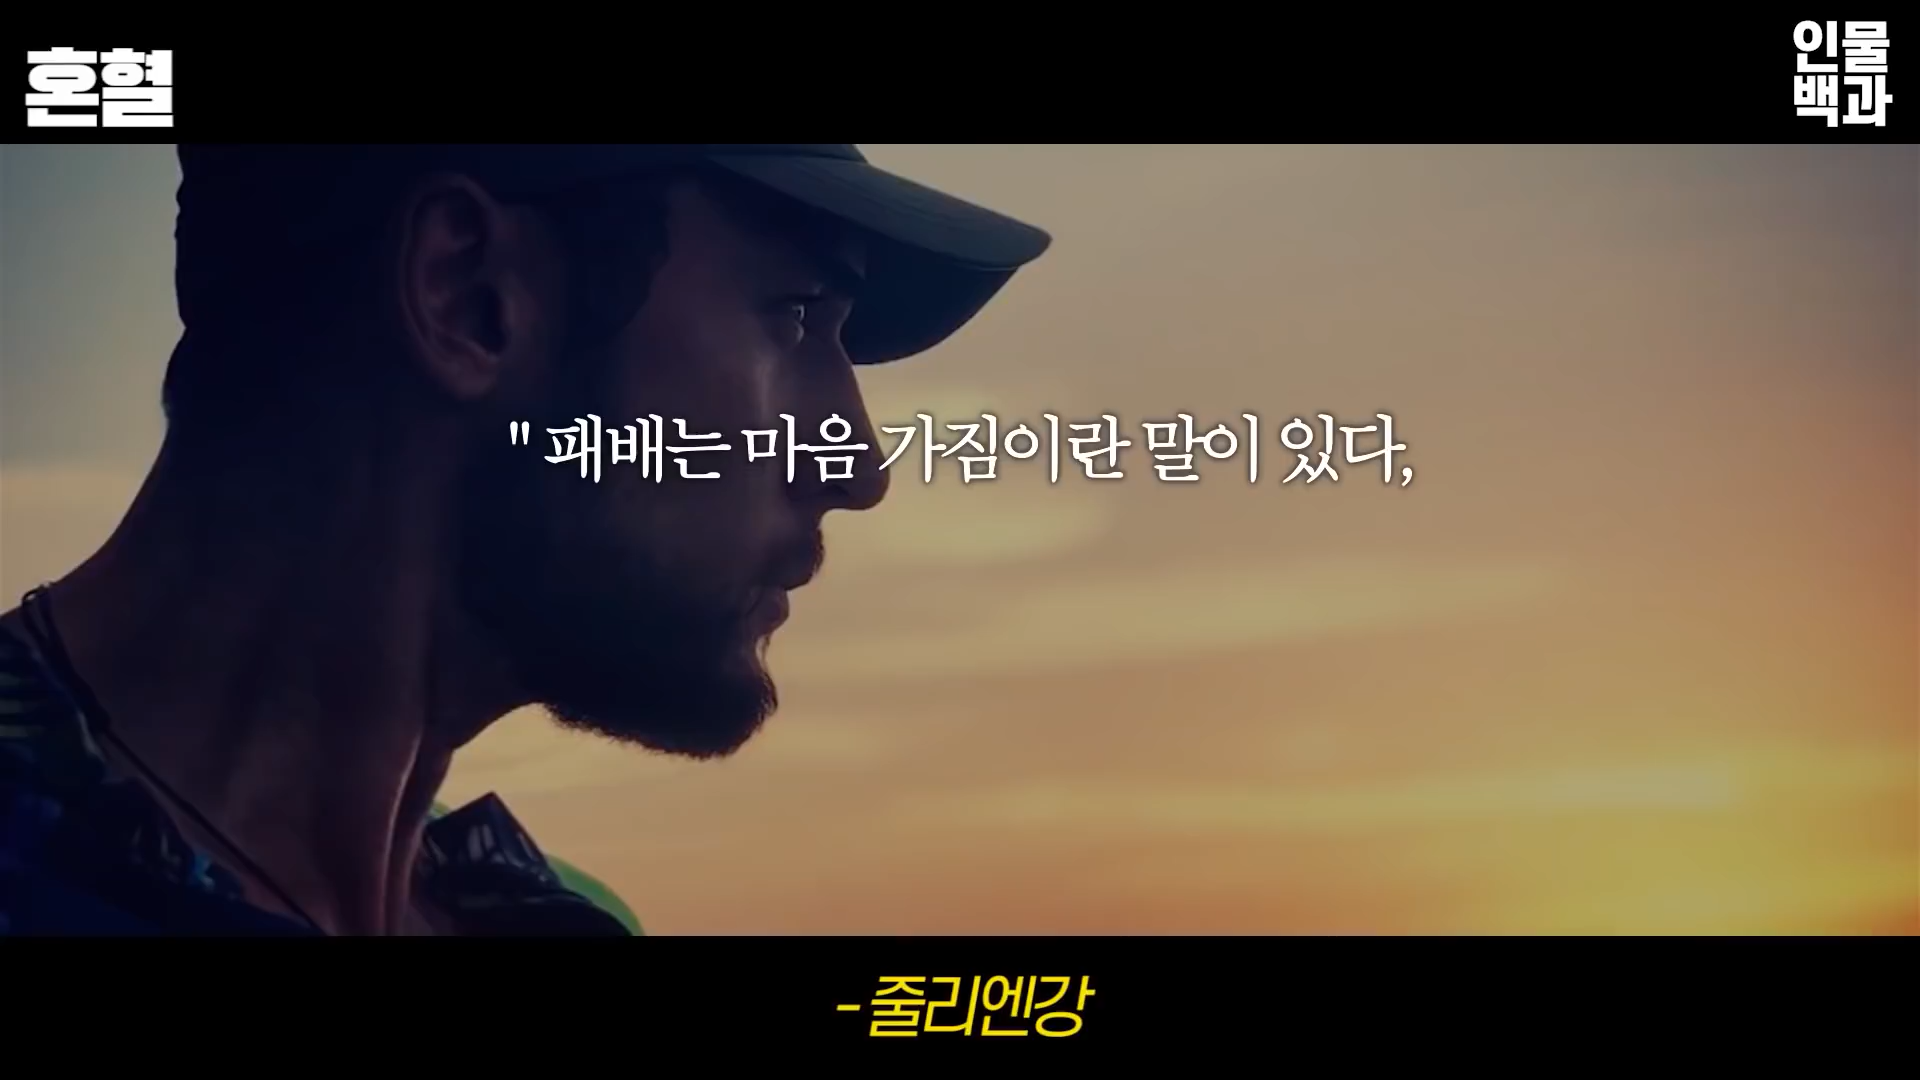 혼혈
인물
백과
" 패배는 마음 가짐이란 말이 있다,
- 줄리엔강